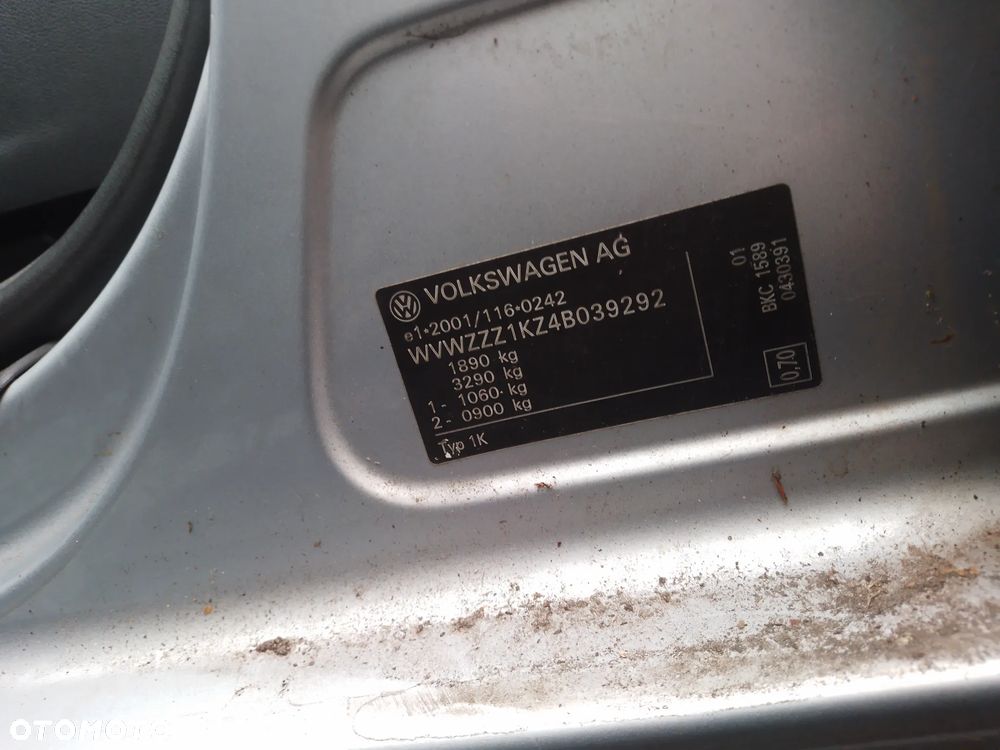 VOLKSWAGEN AG
e1*2001/116*0242
WVWZZZ1KZ4B039292
1890 kg
3290 kg
1- 1060 kg
2- 0900 kg
Typ 1K
01
BKC 1589
0430391
0,70
OTOMOTO